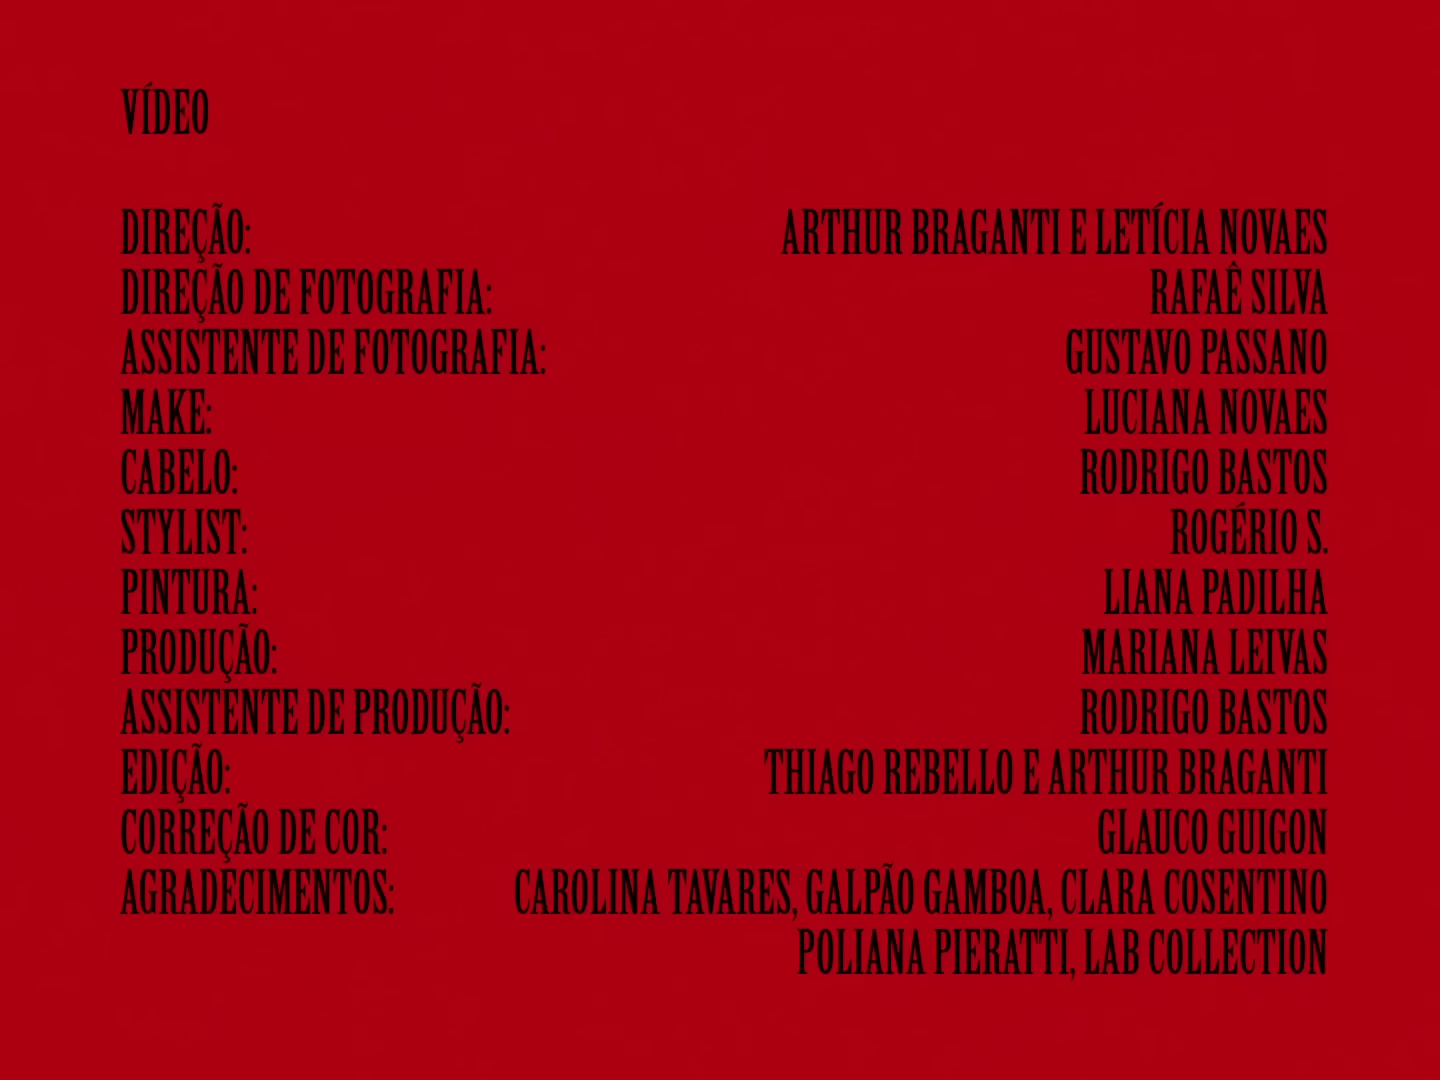 VÍDEO
DIREÇÃO: ARTHUR BRAGANTI E LETÍCIA NOVAES
DIREÇÃO DE FOTOGRAFIA: RAFAÊ SILVA
ASSISTENTE DE FOTOGRAFIA: GUSTAVO PASSANO
MAKE: LUCIANA NOVAES
CABELO: RODRIGO BASTOS
STYLIST: ROGÉRIO S.
PINTURA: LIANA PADILHA
PRODUÇÃO: MARIANA LEIVAS
ASSISTENTE DE PRODUÇÃO: RODRIGO BASTOS
EDIÇÃO: THIAGO REBELLO E ARTHUR BRAGANTI
CORREÇÃO DE COR: GLAUCO GUIGON
AGRADECIMENTOS: CAROLINA TAVARES, GALPÃO GAMBOA, CLARA COSENTINO
POLIANA PIERATTI, LAB COLLECTION